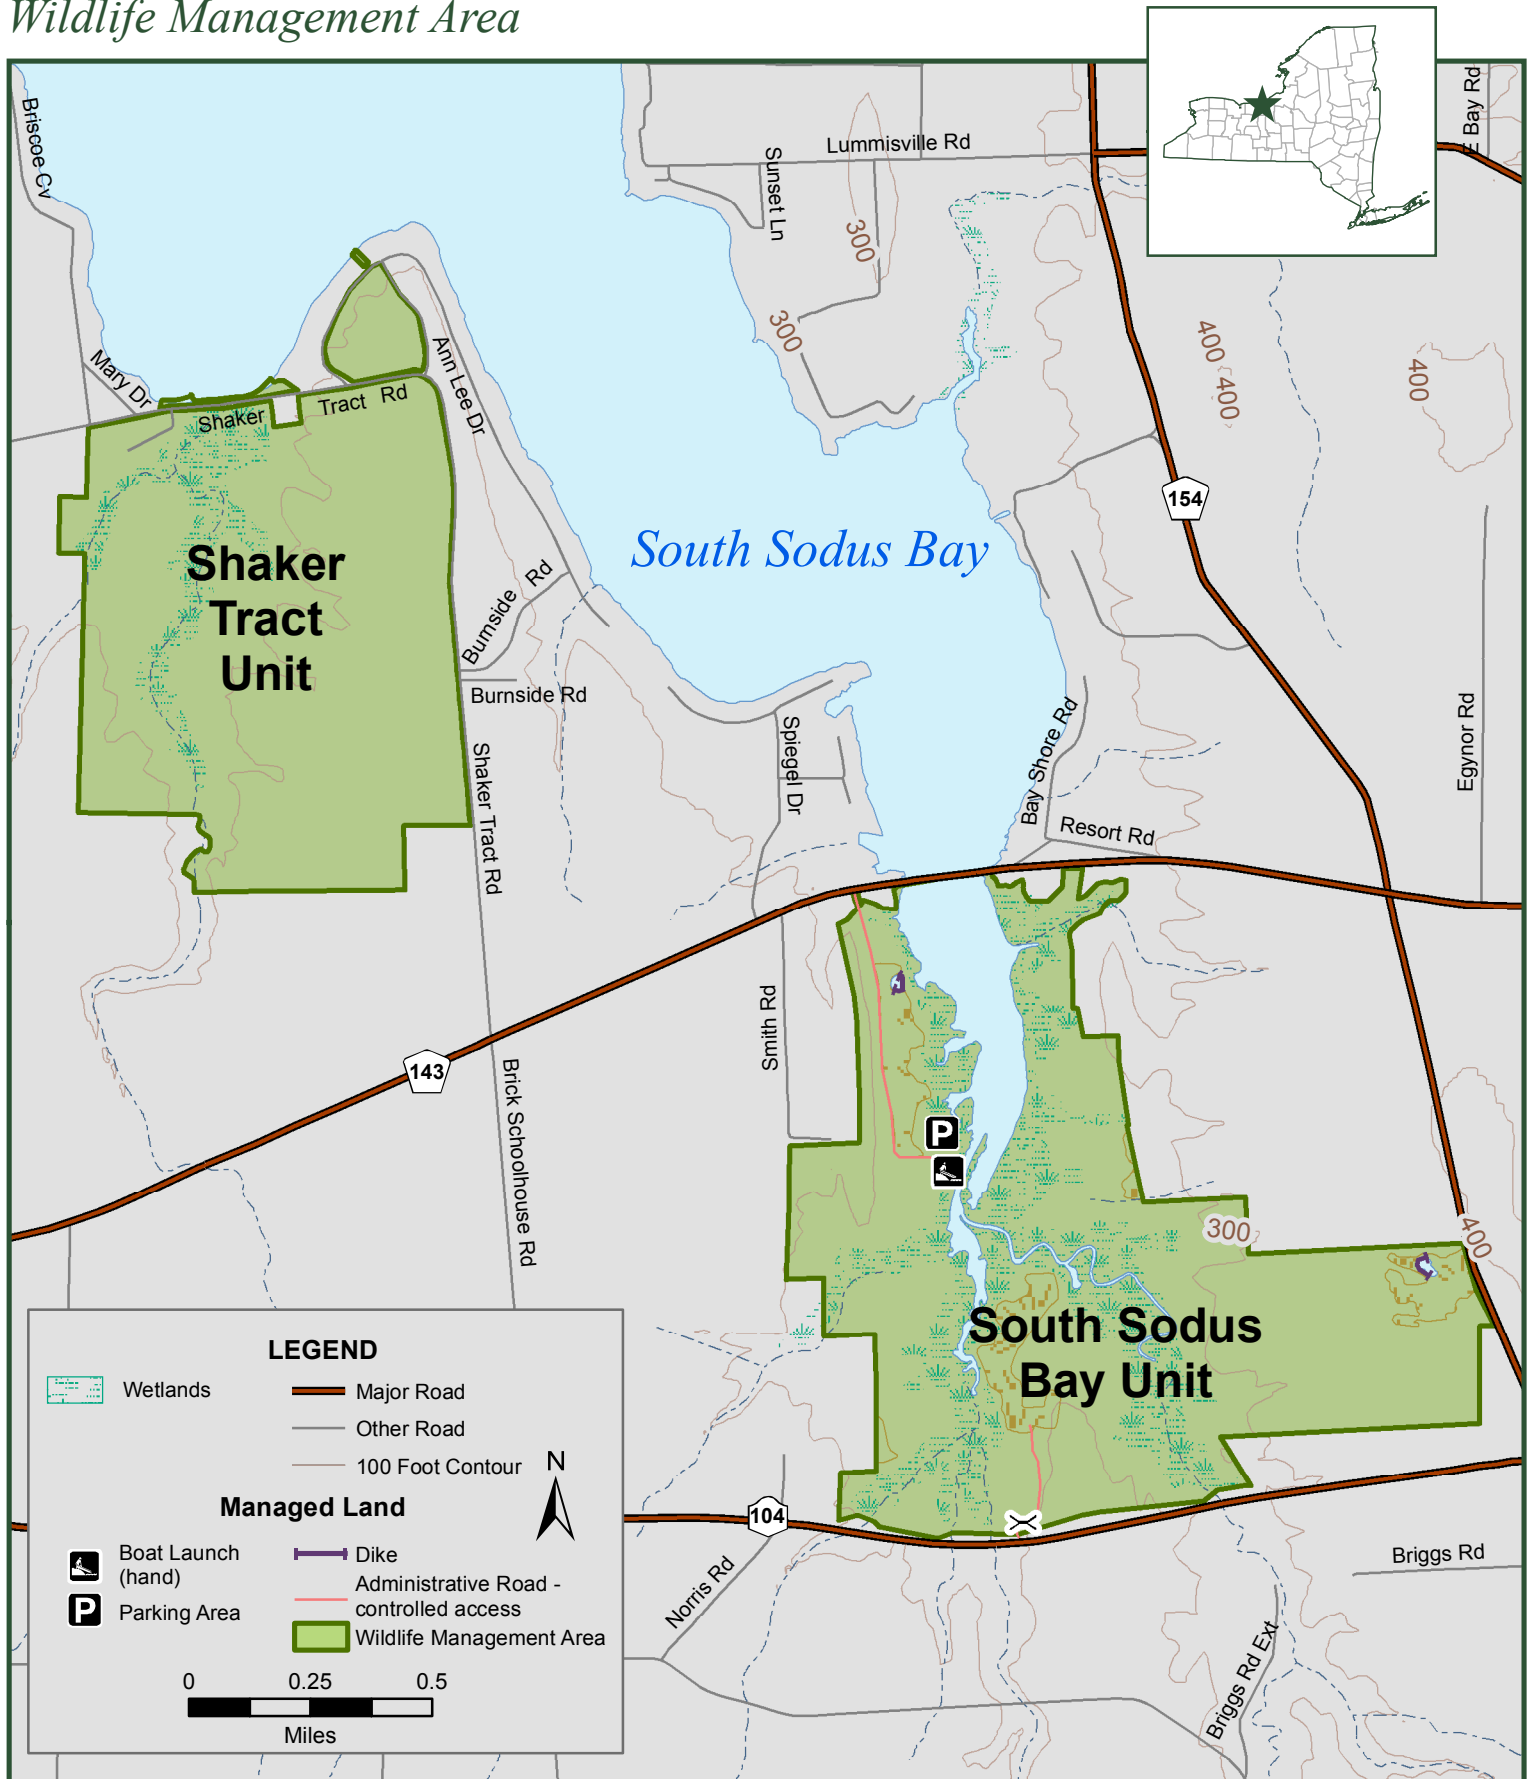 Wildlife Management Area
Briscoe Cv
Lummisville Rd
E Bay Rd
Sunset Ln
300
300
Mary Dr
Ann Lee Dr
Shaker Tract Rd
400
400
400
154
South Sodus Bay
Shaker
Tract
Unit
Burnside Rd
Burnside Rd
Spiegel Dr
Bay Shore Rd
Egynor Rd
Shaker Tract Rd
Resort Rd
Smith Rd
143
Brick Schoolhouse Rd
P
300
400
South Sodus
Bay Unit
LEGEND
Wetlands
Major Road
Other Road
100 Foot Contour
N
Managed Land
Boat Launch
(hand)
Dike
Administrative Road -
controlled access
P
Parking Area
Wildlife Management Area
0 0.25 0.5
Miles
104
Norris Rd
Briggs Rd
Briggs Rd Ext